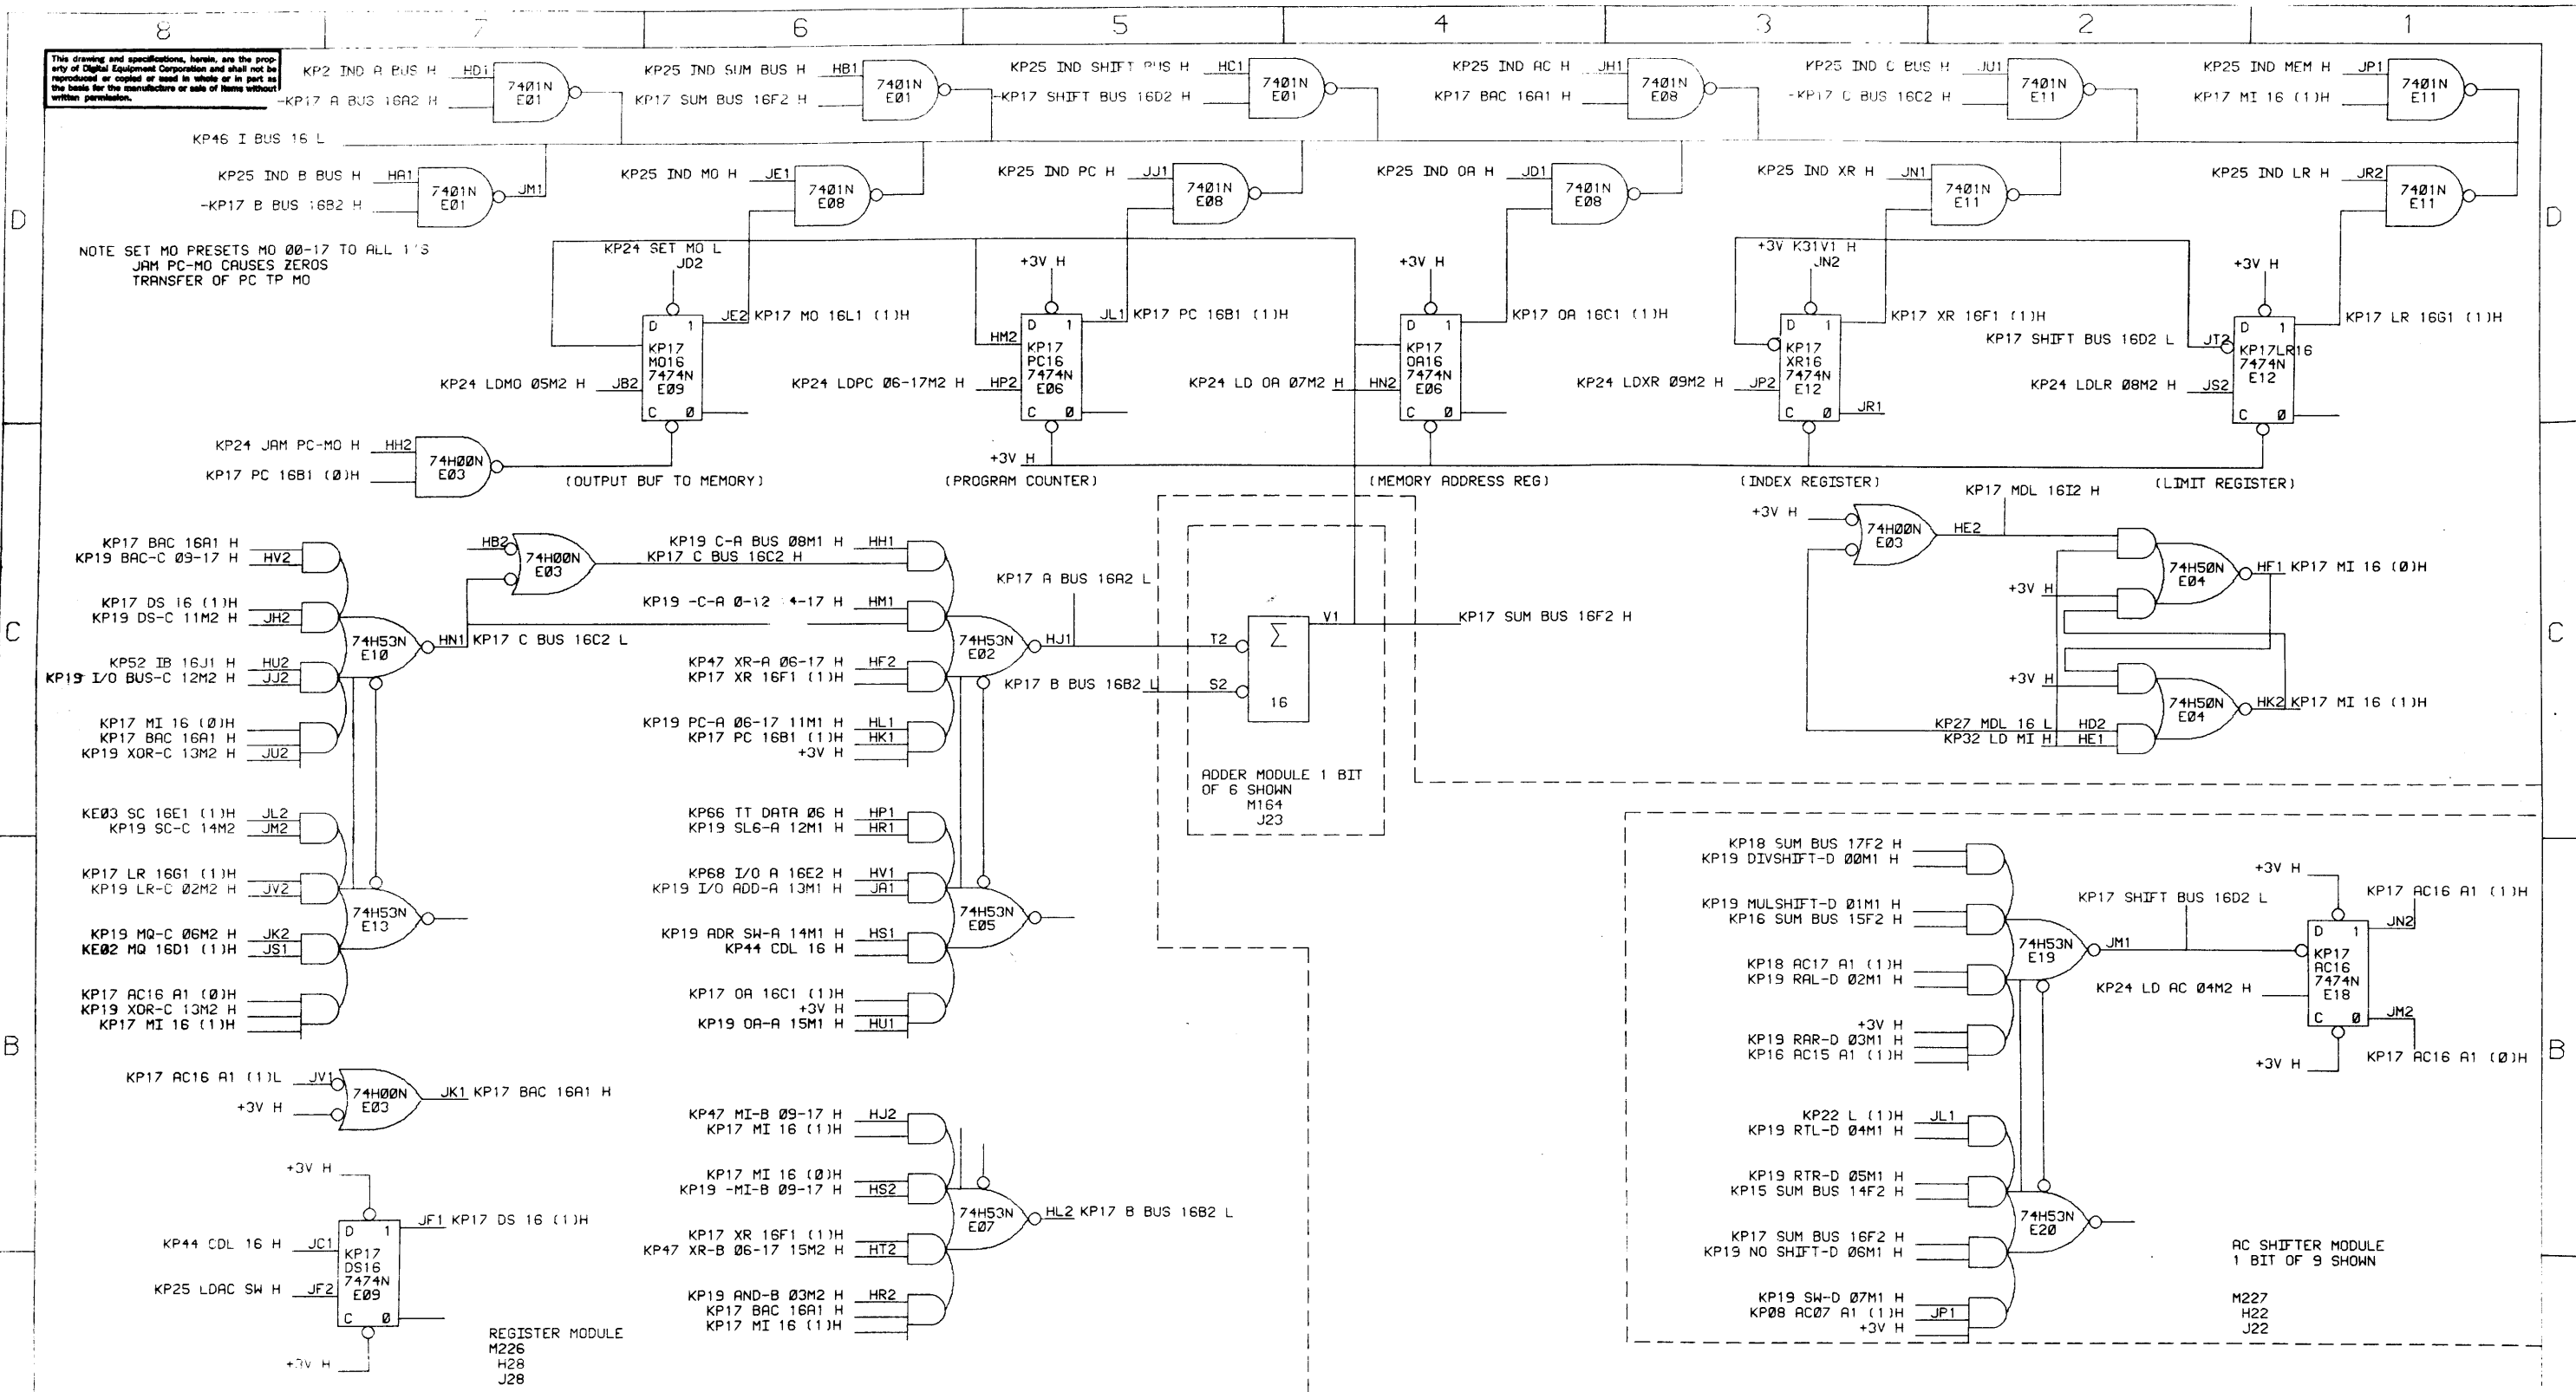 8 7 6 5 4 3 2 1
This drawing and specifications, herein, are the prop-
erty of Digital Equipment Corporation and shall not be
reproduced or copied or used in whole or in part as
the basis for the manufacture or sale of items without
written permission.
KP2 IND A BUS H HD1
-KP17 A BUS 16A2 H
7401N
E01
KP25 IND SUM BUS H HB1
KP17 SUM BUS 16F2 H
7401N
E01
KP25 IND SHIFT BUS H HC1
-KP17 SHIFT BUS 16D2 H
7401N
E01
KP25 IND AC H JH1
KP17 BAC 16A1 H
7401N
E08
KP25 IND C BUS H JU1
-KP17 C BUS 16C2 H
7401N
E11
KP25 IND MEM H JP1
KP17 MI 16 (1)H
7401N
E11
KP46 I BUS 16 L
KP25 IND B BUS H HA1
-KP17 B BUS 16B2 H
7401N
E01
JM1
KP25 IND MO H JE1
7401N
E08
KP25 IND PC H JJ1
7401N
E08
KP25 IND OA H JD1
7401N
E08
KP25 IND XR H JN1
7401N
E11
KP25 IND LR H JR2
7401N
E11
D
D
NOTE SET MO PRESETS MO 00-17 TO ALL 1'S
JAM PC-MO CAUSES ZEROS
TRANSFER OF PC TP MO
KP24 SET MO L
JD2
D 1
KP17
MO16
7474N
E09
C 0
JE2 KP17 MO 16L1 (1)H
KP24 LDMO 05M2 H JB2
+3V H
HM2
D 1
KP17
PC16
7474N
E06
C 0
JL1 KP17 PC 16B1 (1)H
KP24 LDPC 06-17M2 H HP2
+3V H
D 1
KP17
OA16
7474N
E06
C 0
KP17 OA 16C1 (1)H
KP24 LD OA 07M2 H HN2
+3V K31V1 H
JN2
D 1
KP17
XR16
7474N
E12
C 0
KP17 XR 16F1 (1)H
KP24 LDXR 09M2 H JP2
JR1
+3V H
D 1
KP17LR16
7474N
E12
C 0
KP17 LR 16G1 (1)H
KP17 SHIFT BUS 16D2 L JT2
KP24 LDLR 08M2 H JS2
KP24 JAM PC-MO H HH2
KP17 PC 16B1 (0)H
74H00N
E03
+3V H
(OUTPUT BUF TO MEMORY)
(PROGRAM COUNTER)
(MEMORY ADDRESS REG)
(INDEX REGISTER)
(LIMIT REGISTER)
KP17 BAC 16A1 H
KP19 BAC-C 09-17 H HV2
KP17 DS 16 (1)H
KP19 DS-C 11M2 H JH2
KP52 IB 16J1 H HU2
KP19 I/O BUS-C 12M2 H JJ2
KP17 MI 16 (0)H
KP17 BAC 16A1 H
KP19 XOR-C 13M2 H JU2
74H53N
E10
HN1 KP17 C BUS 16C2 L
HB2
74H00N
E03
KP19 C-A BUS 08M1 H HH1
KP17 C BUS 16C2 H
KP19 -C-A 0-12 4-17 H HM1
KP47 XR-A 06-17 H HF2
KP17 XR 16F1 (1)H
KP19 PC-A 06-17 11M1 H HL1
KP17 PC 16B1 (1)H HK1
+3V H
74H53N
E02
HJ1
KP17 A BUS 16A2 L
KP17 B BUS 16B2 L
T2
S2
Σ
16
V1
KP17 SUM BUS 16F2 H
ADDER MODULE 1 BIT
OF 6 SHOWN
M164
J23
+3V H
74H00N
E03
HE2
KP17 MDL 16I2 H
+3V H
74H50N
E04
HF1 KP17 MI 16 (0)H
+3V H
74H50N
E04
HK2 KP17 MI 16 (1)H
KP27 MDL 16 L HD2
KP32 LD MI H HE1
C
C
KE03 SC 16E1 (1)H JL2
KP19 SC-C 14M2 JM2
KP17 LR 16G1 (1)H
KP19 LR-C 02M2 H JV2
KP19 MQ-C 06M2 H JK2
KE02 MQ 16D1 (1)H JS1
KP17 AC16 A1 (0)H
KP19 XOR-C 13M2 H
KP17 MI 16 (1)H
74H53N
E13
KP66 TT DATA 06 H HP1
KP19 SL6-A 12M1 H HR1
KP68 I/O A 16E2 H HV1
KP19 I/O ADD-A 13M1 H JA1
KP19 ADR SW-A 14M1 H HS1
KP44 CDL 16 H
KP17 OA 16C1 (1)H
+3V H
KP19 OA-A 15M1 H HU1
74H53N
E05
KP18 SUM BUS 17F2 H
KP19 DIVSHIFT-D 00M1 H
KP19 MULSHIFT-D 01M1 H
KP16 SUM BUS 15F2 H
KP18 AC17 A1 (1)H
KP19 RAL-D 02M1 H
+3V H
KP19 RAR-D 03M1 H
KP16 AC15 A1 (1)H
74H53N
E19
JM1
KP17 SHIFT BUS 16D2 L
+3V H
D 1
KP17
AC16
7474N
E18
C 0
KP17 AC16 A1 (1)H
JN2
KP24 LD AC 04M2 H
JM2
KP17 AC16 A1 (0)H
+3V H
B
B
KP17 AC16 A1 (1)L JV1
+3V H
74H00N
E03
JK1 KP17 BAC 16A1 H
KP47 MI-B 09-17 H HJ2
KP17 MI 16 (1)H
KP17 MI 16 (0)H
KP19 -MI-B 09-17 H HS2
KP17 XR 16F1 (1)H
KP47 XR-B 06-17 15M2 H HT2
KP19 AND-B 03M2 H HR2
KP17 BAC 16A1 H
KP17 MI 16 (1)H
74H53N
E07
HL2 KP17 B BUS 16B2 L
KP22 L (1)H JL1
KP19 RTL-D 04M1 H
KP19 RTR-D 05M1 H
KP15 SUM BUS 14F2 H
KP17 SUM BUS 16F2 H
KP19 NO SHIFT-D 06M1 H
KP19 SW-D 07M1 H
KP08 AC07 A1 (1)H JP1
+3V H
74H53N
E20
AC SHIFTER MODULE
1 BIT OF 9 SHOWN
M227
H22
J22
+3V H
D 1
KP17
DS16
7474N
E09
C 0
JF1 KP17 DS 16 (1)H
KP44 CDL 16 H JC1
KP25 LDAC SW H JF2
+3V H
REGISTER MODULE
M226
H28
J28